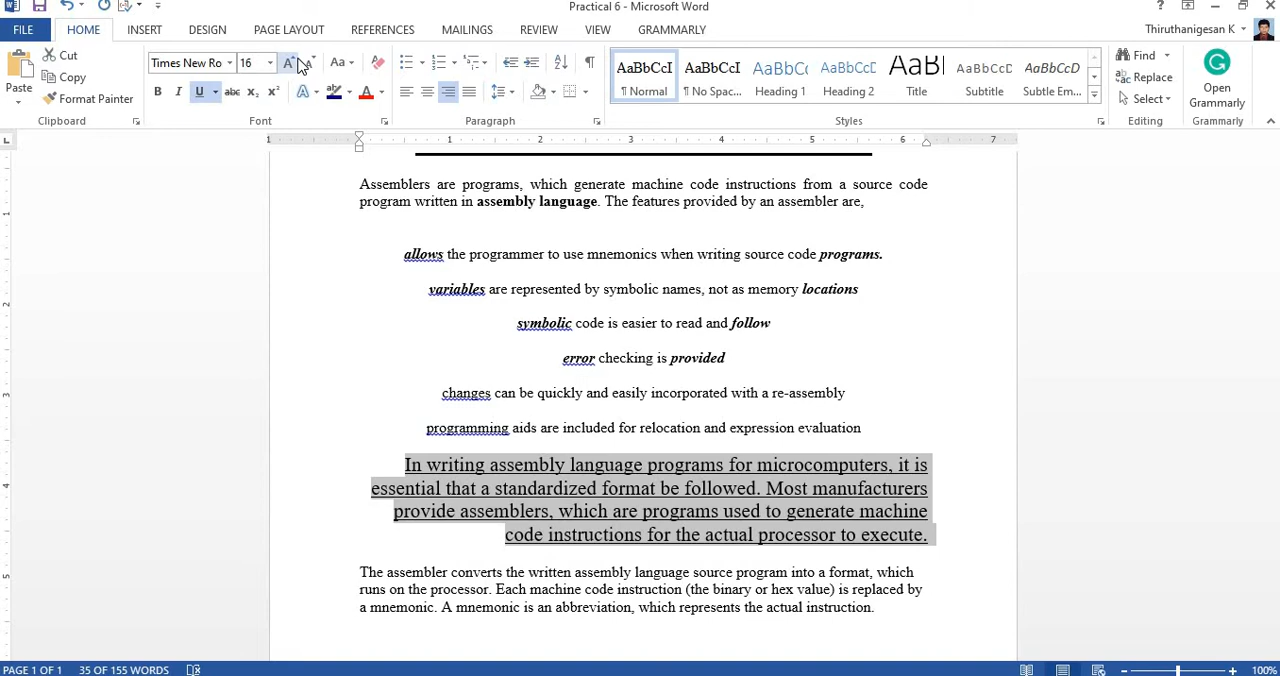 Practical 6 - Microsoft Word
FILE HOME INSERT DESIGN PAGE LAYOUT REFERENCES MAILINGS REVIEW VIEW GRAMMARLY Thiruthanigesan K
Cut
Copy
Format Painter
Paste
Times New Ro 16
Clipboard Font Paragraph Styles Editing Grammarly
AaBbCcI AaBbCcI AaBbC AaBbCcI AaBl AaBbCcD AaBbCcD
¶ Normal ¶ No Spac... Heading 1 Heading 2 Title Subtitle Subtle Em...
Find
Replace
Select
Open
Grammarly
1 1 2 3 4 5 6 7
Assemblers are programs, which generate machine code instructions from a source code
program written in assembly language. The features provided by an assembler are,
allows the programmer to use mnemonics when writing source code programs.
variables are represented by symbolic names, not as memory locations
symbolic code is easier to read and follow
error checking is provided
changes can be quickly and easily incorporated with a re-assembly
programming aids are included for relocation and expression evaluation
In writing assembly language programs for microcomputers, it is
essential that a standardized format be followed. Most manufacturers
provide assemblers, which are programs used to generate machine
code instructions for the actual processor to execute.
The assembler converts the written assembly language source program into a format, which
runs on the processor. Each machine code instruction (the binary or hex value) is replaced by
a mnemonic. A mnemonic is an abbreviation, which represents the actual instruction.
PAGE 1 OF 1 35 OF 155 WORDS 100%